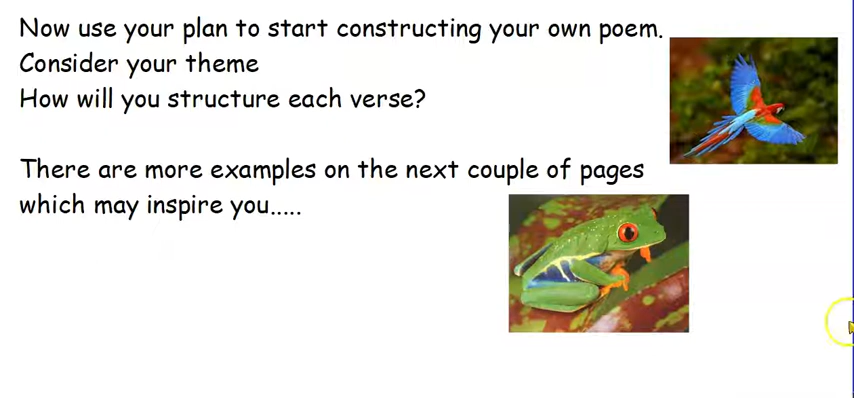 Now use your plan to start constructing your own poem.
Consider your theme
How will you structure each verse?
There are more examples on the next couple of pages
which may inspire you.....